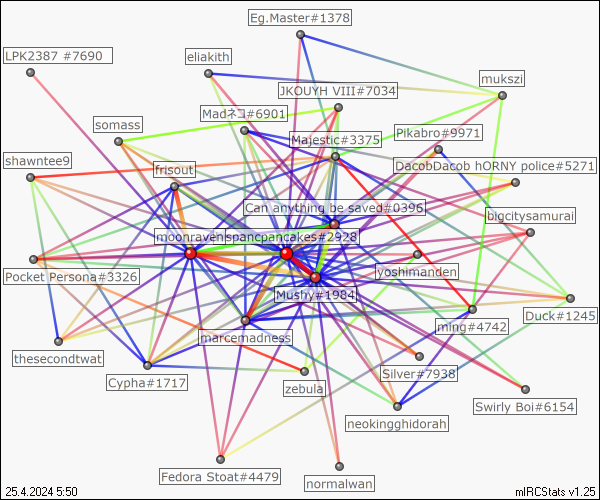 Eg.Master#1378
LPK2387 #7690
eliakith
mukszi
JKOUYH VIII#7034
Madネコ#6901
somass
Pikabro#9971
Majestic#3375
shawntee9
frisout
DacobDacob hORNY police#5271
Can anything be saved#0396
bigcitysamurai
moonraven
spancpancakes#2928
Pocket Persona#3326
yoshimanden
Mushy#1984
Duck#1245
ming#4742
marcemadness
thesecondtwat
Silver#7938
Cypha#1717
zebula
Swirly Boi#6154
neokingghidorah
Fedora Stoat#4479
normalwan
25.4.2024 5:50
mIRCStats v1.25